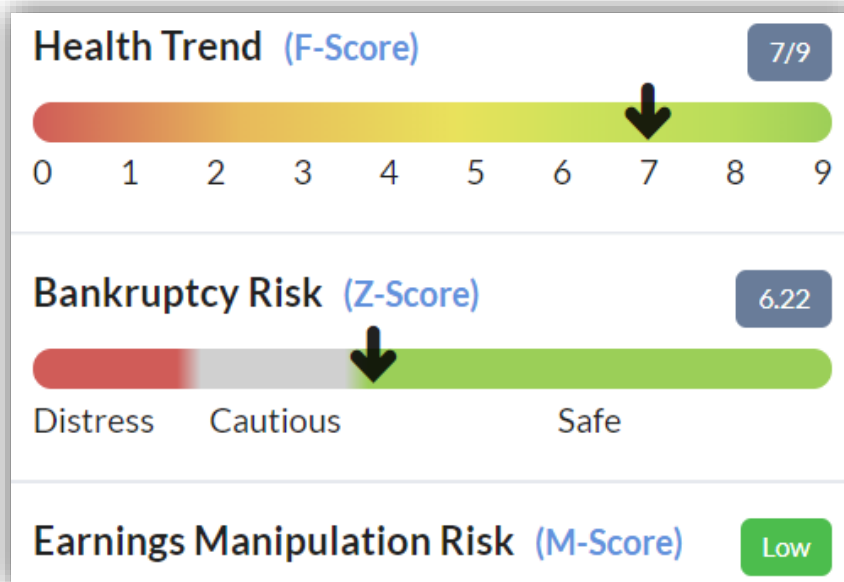 Health Trend (F-Score) 7/9
0 1 2 3 4 5 6 7 8 9
Bankruptcy Risk (Z-Score) 6.22
Distress Cautious Safe
Earnings Manipulation Risk (M-Score) Low